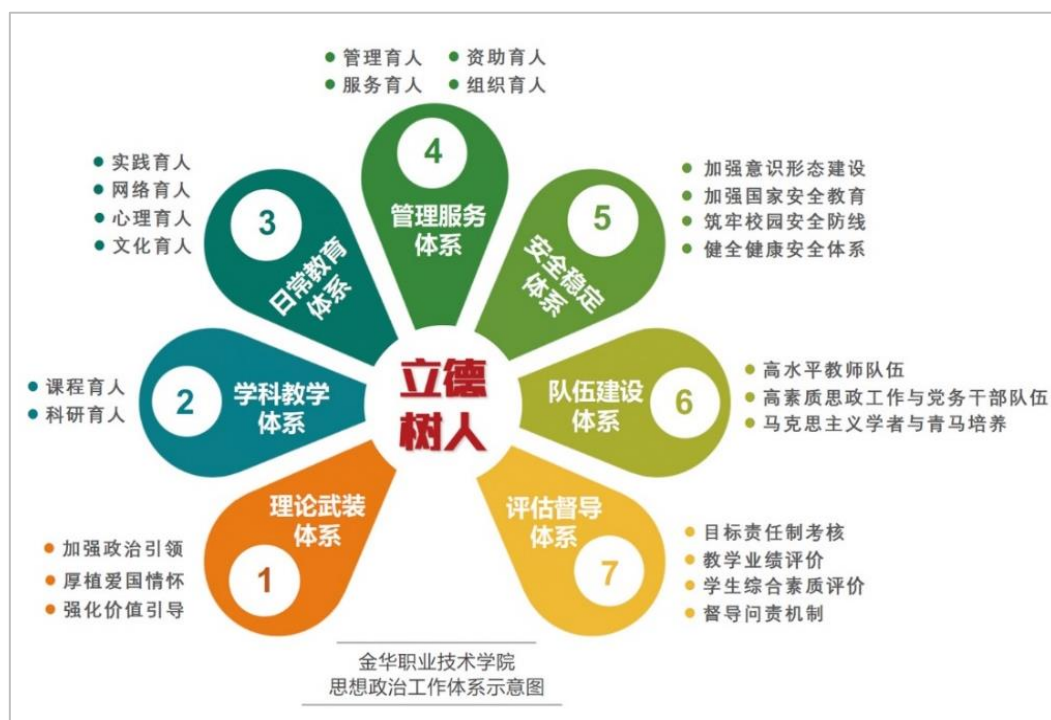 管理育人
资助育人
服务育人
组织育人
4
管理服务
体系
实践育人
网络育人
心理育人
文化育人
3
日常教育
体系
加强意识形态建设
加强国家安全教育
筑牢校园安全防线
健全健康安全体系
5
安全稳定
体系
课程育人
科研育人
2
学科教学
体系
立德
树人
队伍建设
体系
6
高水平教师队伍
高素质思政工作与党务干部队伍
马克思主义学者与青马培养
理论武装
体系
1
加强政治引领
厚植爱国情怀
强化价值引导
评估督导
体系
7
目标责任制考核
教学业绩评价
学生综合素质评价
督导问责机制
金华职业技术学院
思想政治工作体系示意图